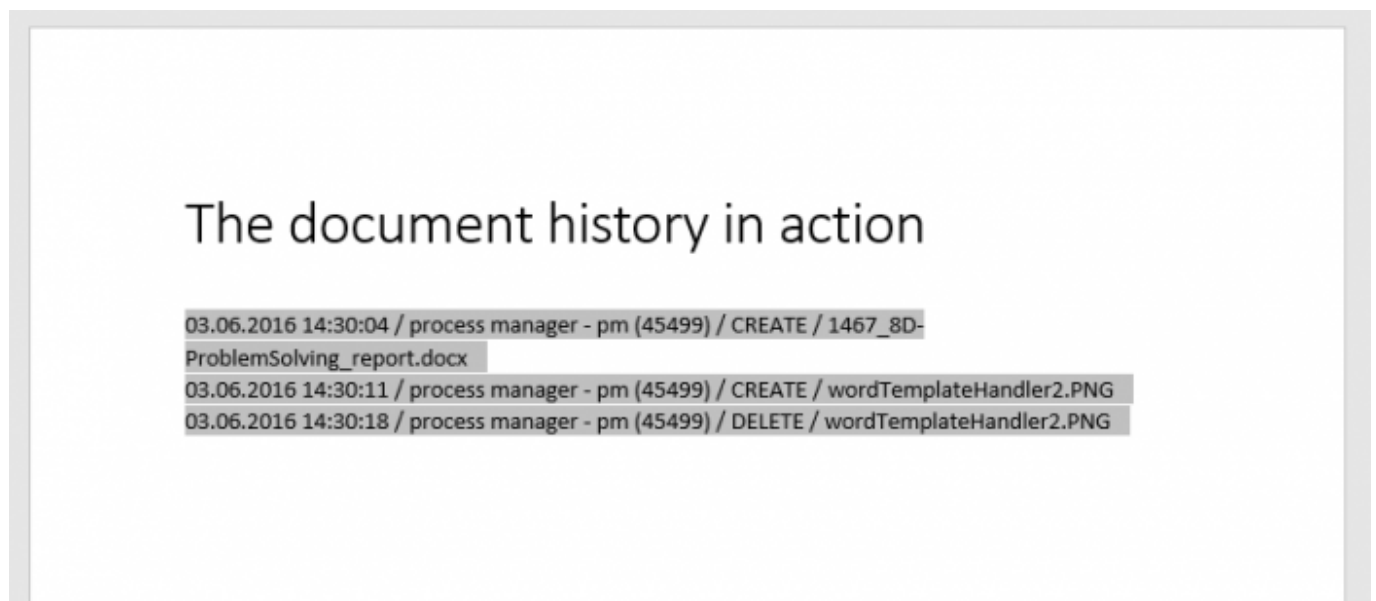 The document history in action
03.06.2016 14:30:04 / process manager - pm (45499) / CREATE / 1467_8D-
ProblemSolving_report.docx
03.06.2016 14:30:11 / process manager - pm (45499) / CREATE / wordTemplateHandler2.PNG
03.06.2016 14:30:18 / process manager - pm (45499) / DELETE / wordTemplateHandler2.PNG